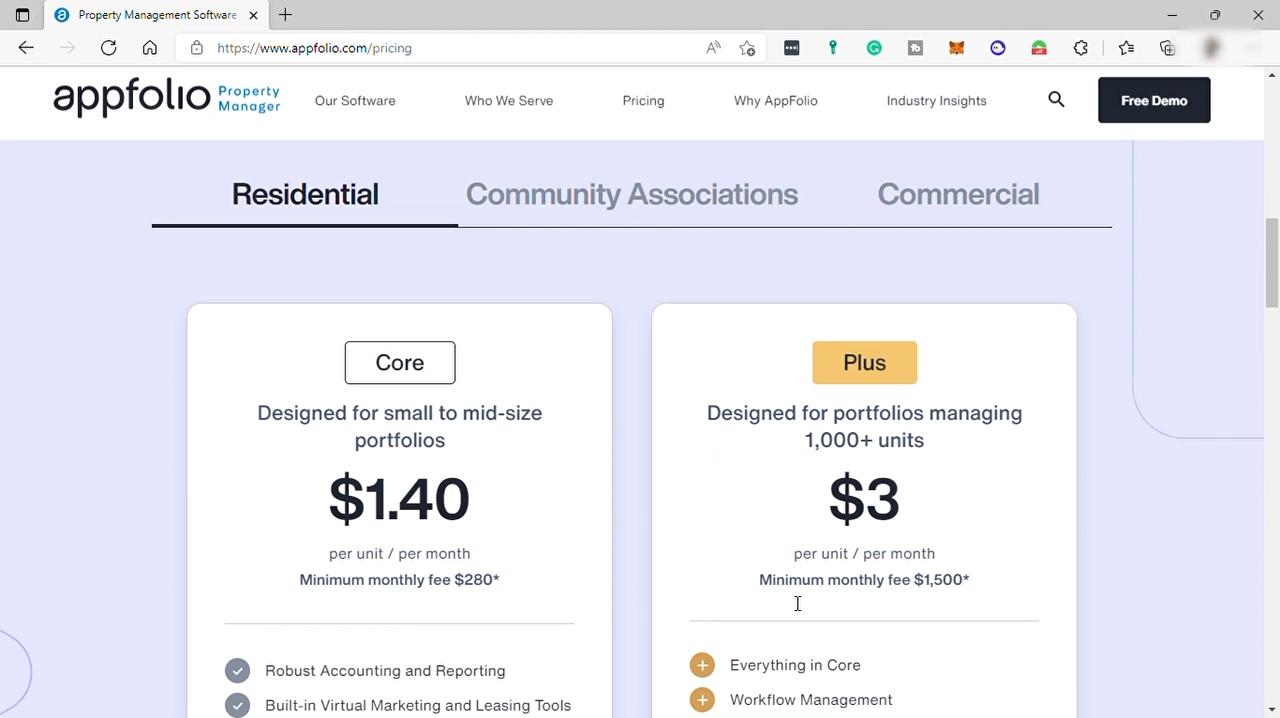 Property Management Software
https://www.appfolio.com/pricing
appfolio Property Manager
Our Software
Who We Serve
Pricing
Why AppFolio
Industry Insights
Free Demo
Residential
Community Associations
Commercial
Core
Designed for small to mid-size
portfolios
$1.40
per unit / per month
Minimum monthly fee $280*
Robust Accounting and Reporting
Built-in Virtual Marketing and Leasing Tools
Plus
Designed for portfolios managing
1,000+ units
$3
per unit / per month
Minimum monthly fee $1,500*
Everything in Core
Workflow Management